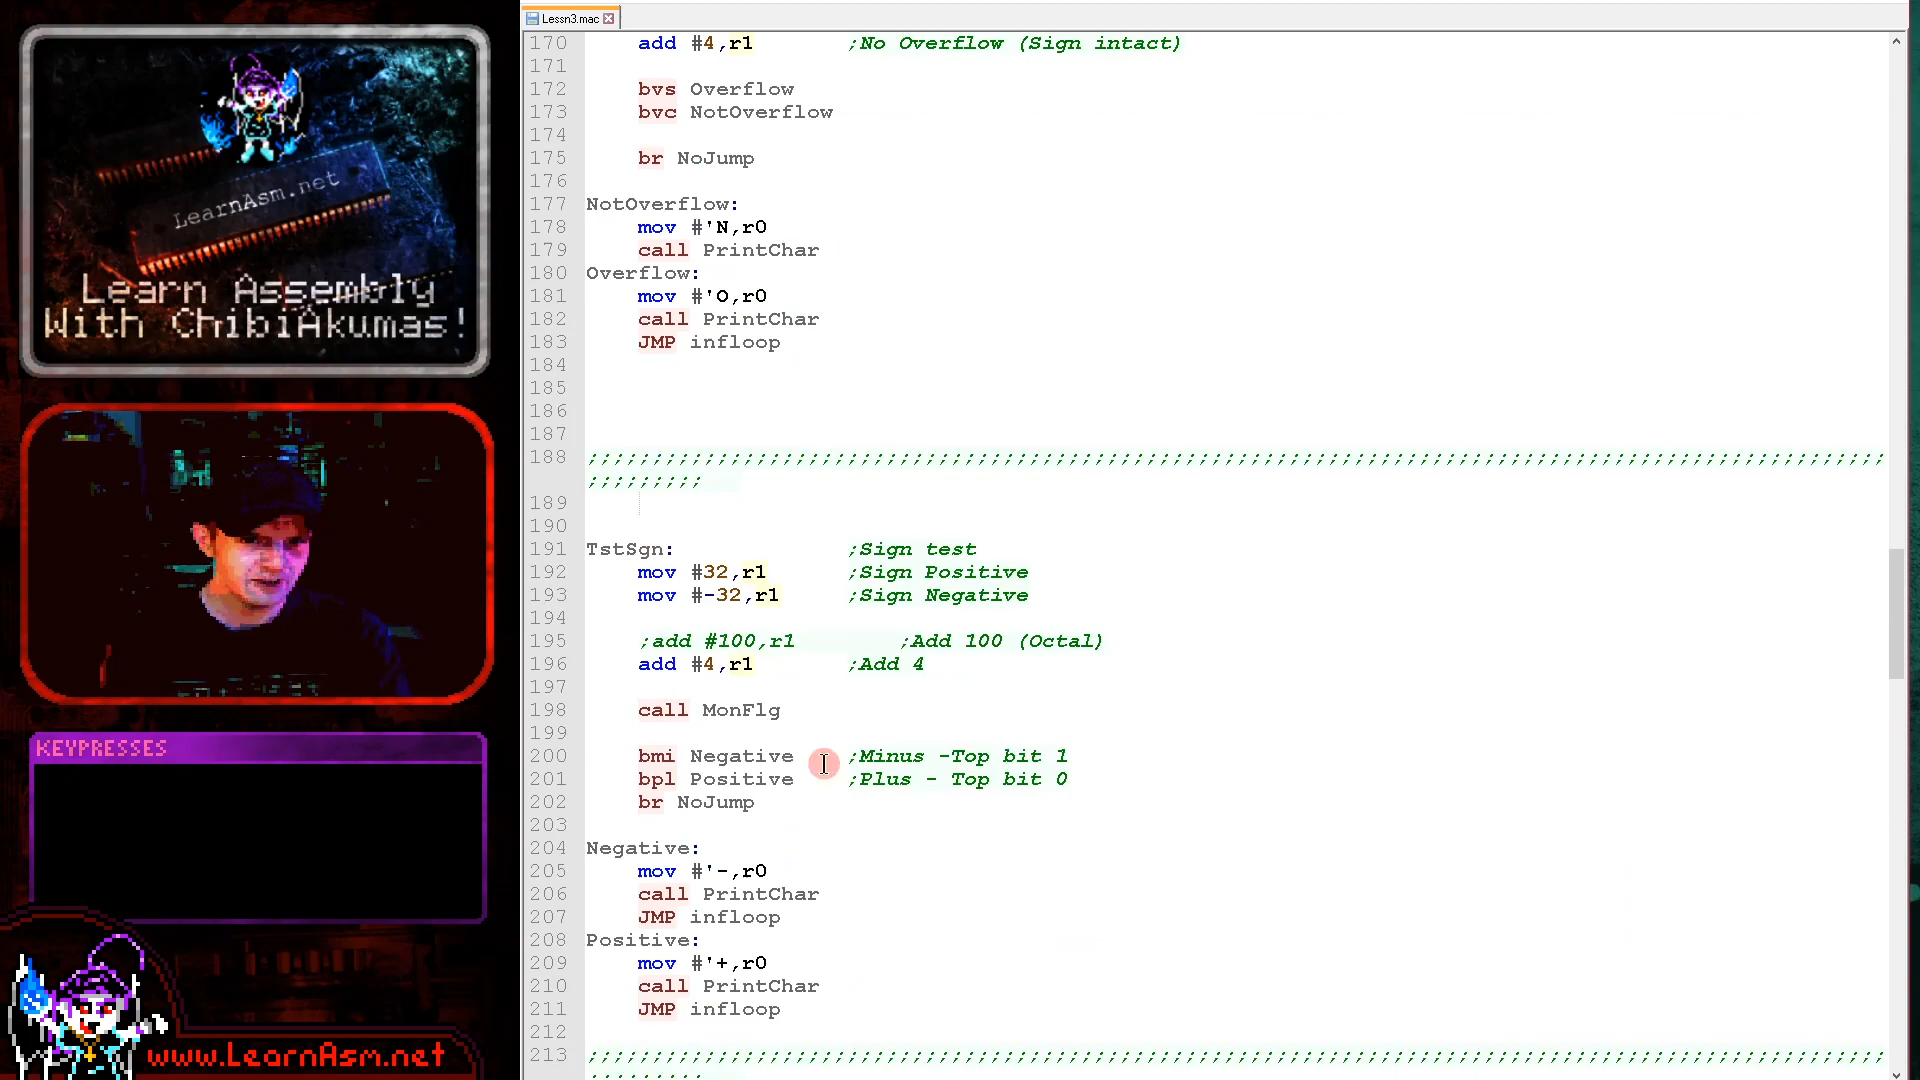 LearnAsm.net
Learn Assembly
With ChibiAkumas!
KEYPRESSES
www.LearnAsm.net
Lessn3.mac
170 add #4,r1 ;No Overflow (Sign intact)
171
172 bvs Overflow
173 bvc NotOverflow
174
175 br NoJump
176
177 NotOverflow:
178 mov #'N,r0
179 call PrintChar
180 Overflow:
181 mov #'O,r0
182 call PrintChar
183 JMP infloop
184
185
186
187
188 ;;;;;;;;;;;;;;;;;;;;;;;;;;;;;;;;;;;;;;;;;;;;;;;;;;;;;;;;;;;;;;;;;;;;;;;;;;;;;;;;;;;;;;;;;;;;;;;;;;;;
;;;;;;;;;
189
190
191 TstSgn: ;Sign test
192 mov #32,r1 ;Sign Positive
193 mov #-32,r1 ;Sign Negative
194
195 ;add #100,r1 ;Add 100 (Octal)
196 add #4,r1 ;Add 4
197
198 call MonFlg
199
200 bmi Negative ;Minus -Top bit 1
201 bpl Positive ;Plus - Top bit 0
202 br NoJump
203
204 Negative:
205 mov #'-,r0
206 call PrintChar
207 JMP infloop
208 Positive:
209 mov #'+,r0
210 call PrintChar
211 JMP infloop
212
213 ;;;;;;;;;;;;;;;;;;;;;;;;;;;;;;;;;;;;;;;;;;;;;;;;;;;;;;;;;;;;;;;;;;;;;;;;;;;;;;;;;;;;;;;;;;;;;;;;;;;;
;;;;;;;;;